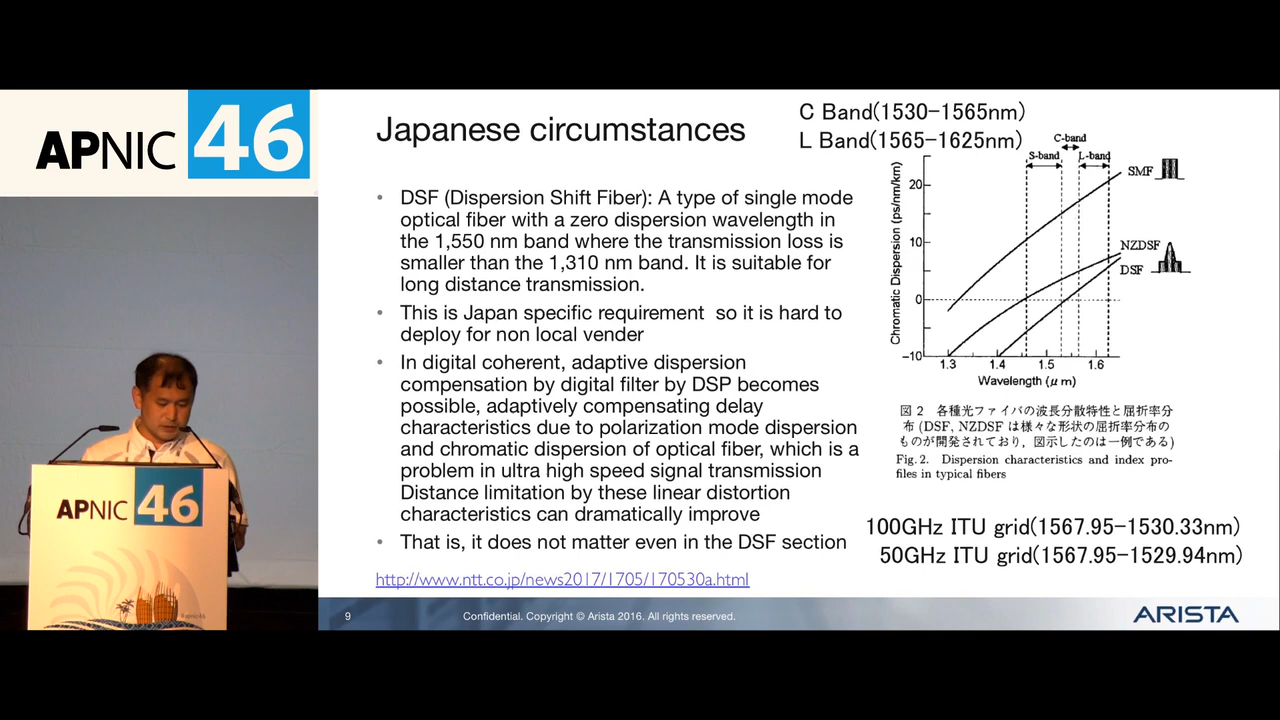 APNIC 46
Japanese circumstances
C Band(1530-1565nm)
L Band(1565-1625nm)
• DSF (Dispersion Shift Fiber): A type of single mode
optical fiber with a zero dispersion wavelength in
the 1,550 nm band where the transmission loss is
smaller than the 1,310 nm band. It is suitable for
long distance transmission.
• This is Japan specific requirement so it is hard to
deploy for non local vender
• In digital coherent, adaptive dispersion
compensation by digital filter by DSP becomes
possible, adaptively compensating delay
characteristics due to polarization mode dispersion
and chromatic dispersion of optical fiber, which is a
problem in ultra high speed signal transmission
Distance limitation by these linear distortion
characteristics can dramatically improve
• That is, it does not matter even in the DSF section
http://www.ntt.co.jp/news2017/1705/170530a.html
C-band
S-band
L-band
SMF
NZDSF
DSF
Chromatic Dispersion (ps/nm/km)
20
10
0
-10
1.3
1.4
1.5
1.6
Wavelength (μm)
図 2 各種光ファイバの波長分散特性と屈折率分
布 (DSF, NZDSF は様々な形状の屈折率分布の
ものが開発されており，図示したのは一例である)
Fig. 2. Dispersion characteristics and index pro-
files in typical fibers
100GHz ITU grid(1567.95-1530.33nm)
50GHz ITU grid(1567.95-1529.94nm)
9
Confidential. Copyright © Arista 2016. All rights reserved.
ARISTA
APNIC 46
#apnic46